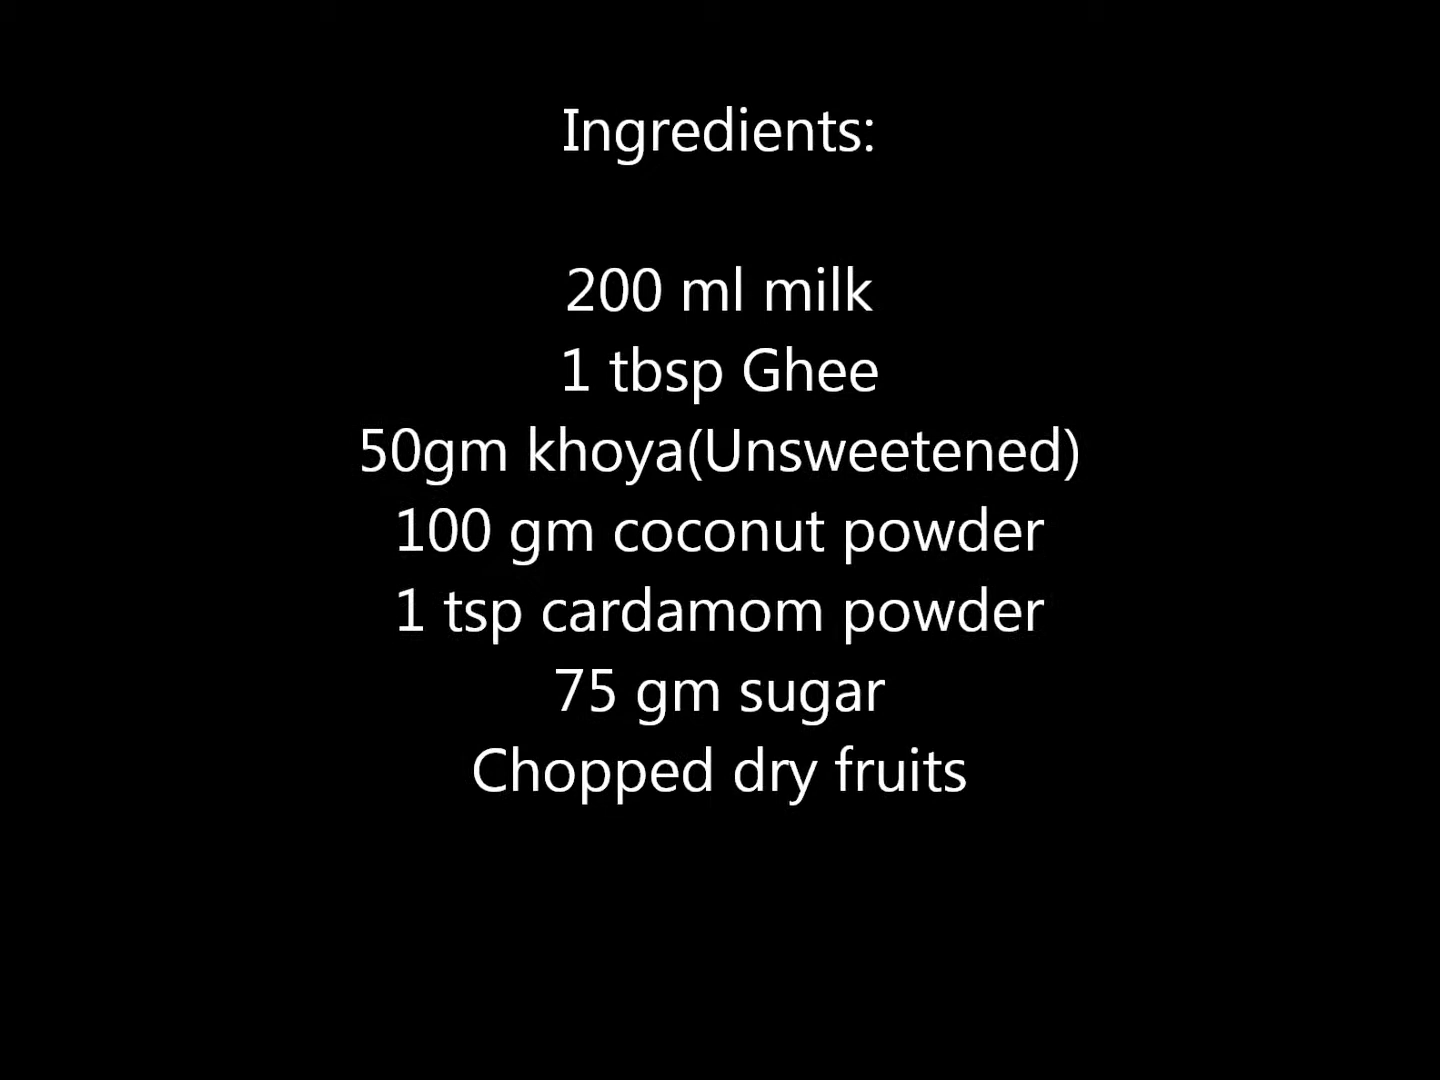 Ingredients:
200 ml milk
1 tbsp Ghee
50gm khoya(Unsweetened)
100 gm coconut powder
1 tsp cardamom powder
75 gm sugar
Chopped dry fruits